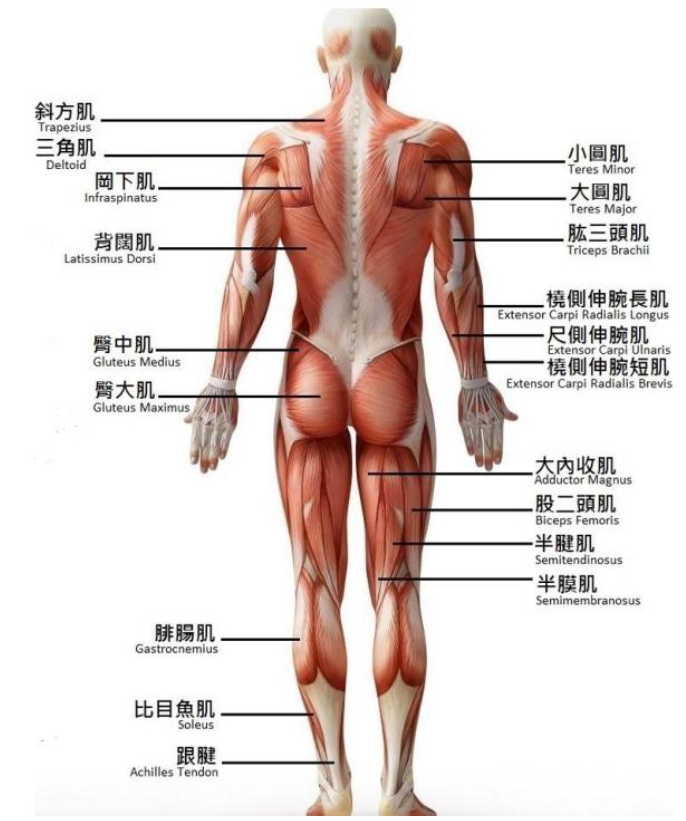 斜方肌
Trapezius
三角肌
Deltoid
岡下肌
Infraspinatus
背闊肌
Latissimus Dorsi
臀中肌
Gluteus Medius
臀大肌
Gluteus Maximus
腓腸肌
Gastrocnemius
比目魚肌
Soleus
跟腱
Achilles Tendon
小圓肌
Teres Minor
大圓肌
Teres Major
肱三頭肌
Triceps Brachii
橈側伸腕長肌
Extensor Carpi Radialis Longus
尺側伸腕肌
Extensor Carpi Ulnaris
橈側伸腕短肌
Extensor Carpi Radialis Brevis
大內收肌
Adductor Magnus
股二頭肌
Biceps Femoris
半腱肌
Semitendinosus
半膜肌
Semimembranosus